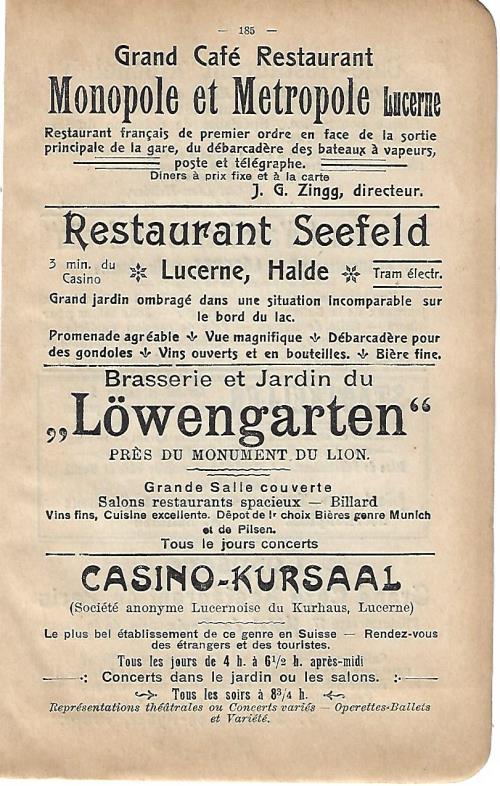 — 185 —
Grand Café Restaurant
Monopole et Metropole Lucerne
Restaurant français de premier ordre en face de la sortie
principale de la gare, du débarcadère des bateaux à vapeurs,
poste et télégraphe.
Diners à prix fixe et à la carte
J. G. Zingg, directeur.
Restaurant Seefeld
3 min. du
Casino
Lucerne, Halde
Tram électr.
Grand jardin ombragé dans une situation incomparable sur
le bord du lac.
Promenade agréable Vue magnifique Débarcadère pour
des gondoles Vins ouverts et en bouteilles. Bière fine.
Brasserie et Jardin du
„Löwengarten“
PRÈS DU MONUMENT DU LION.
Grande Salle couverte
Salons restaurants spacieux — Billard
Vins fins, Cuisine excellente. Dépot de Ir choix Bières genre Munich
et de Pilsen.
Tous le jours concerts
CASINO-KURSAAL
(Société anonyme Lucernoise du Kurhaus, Lucerne)
Le plus bel établissement de ce genre en Suisse — Rendez-vous
des étrangers et des touristes.
Tous les jours de 4 h. à 6 1/2 h. après-midi
Concerts dans le jardin ou les salons.
Tous les soirs à 8 3/4 h.
Représentations théâtrales ou Concerts variés — Operettes-Ballets
et Variété.